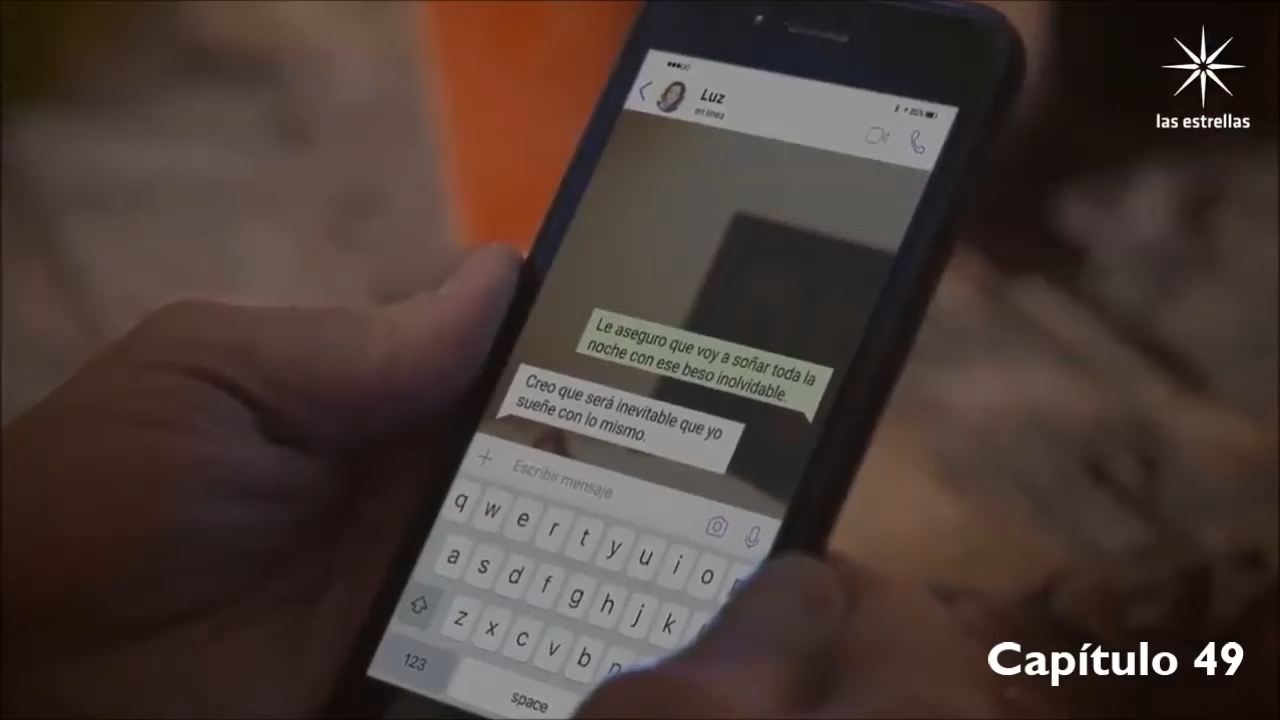 las estrellas
Luz
en línea
85%
Le aseguro que voy a soñar toda la
noche con ese beso inolvidable.
Creo que será inevitable que yo
sueñe con lo mismo.
Escribir mensaje
q w e r t y u i o
a s d f g h j k
z x c v b n
123
space
Capítulo 49